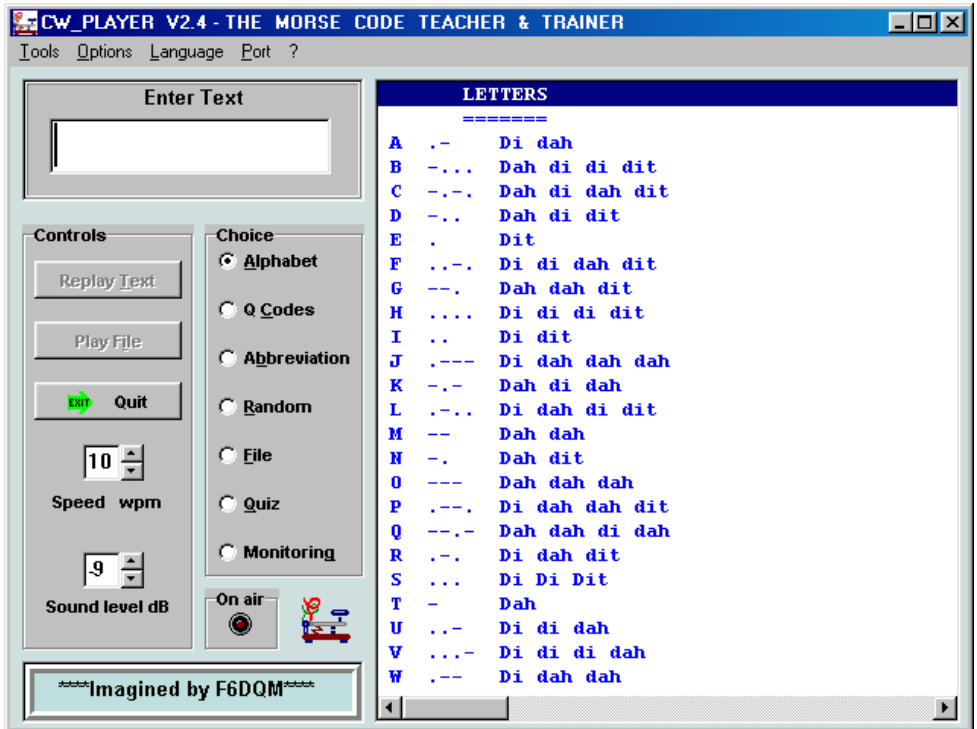 CW_PLAYER V2.4 - THE MORSE CODE TEACHER & TRAINER
Tools Options Language Port ?
Enter Text
Controls
Replay Text
Play File
EXIT Quit
10
Speed wpm
-9
Sound level dB
Choice
Alphabet
Q Codes
Abbreviation
Random
File
Quiz
Monitoring
On air
****Imagined by F6DQM****
LETTERS
=======
A .- Di dah
B -... Dah di di dit
C -.-. Dah di dah dit
D -.. Dah di dit
E . Dit
F ..-. Di di dah dit
G --. Dah dah dit
H .... Di di di dit
I .. Di dit
J .--- Di dah dah dah
K -.- Dah di dah
L .-.. Di dah di dit
M -- Dah dah
N -. Dah dit
O --- Dah dah dah
P .--. Di dah dah dit
Q --.- Dah dah di dah
R .-. Di dah dit
S ... Di Di Dit
T - Dah
U ..- Di di dah
V ...- Di di di dah
W .-- Di dah dah